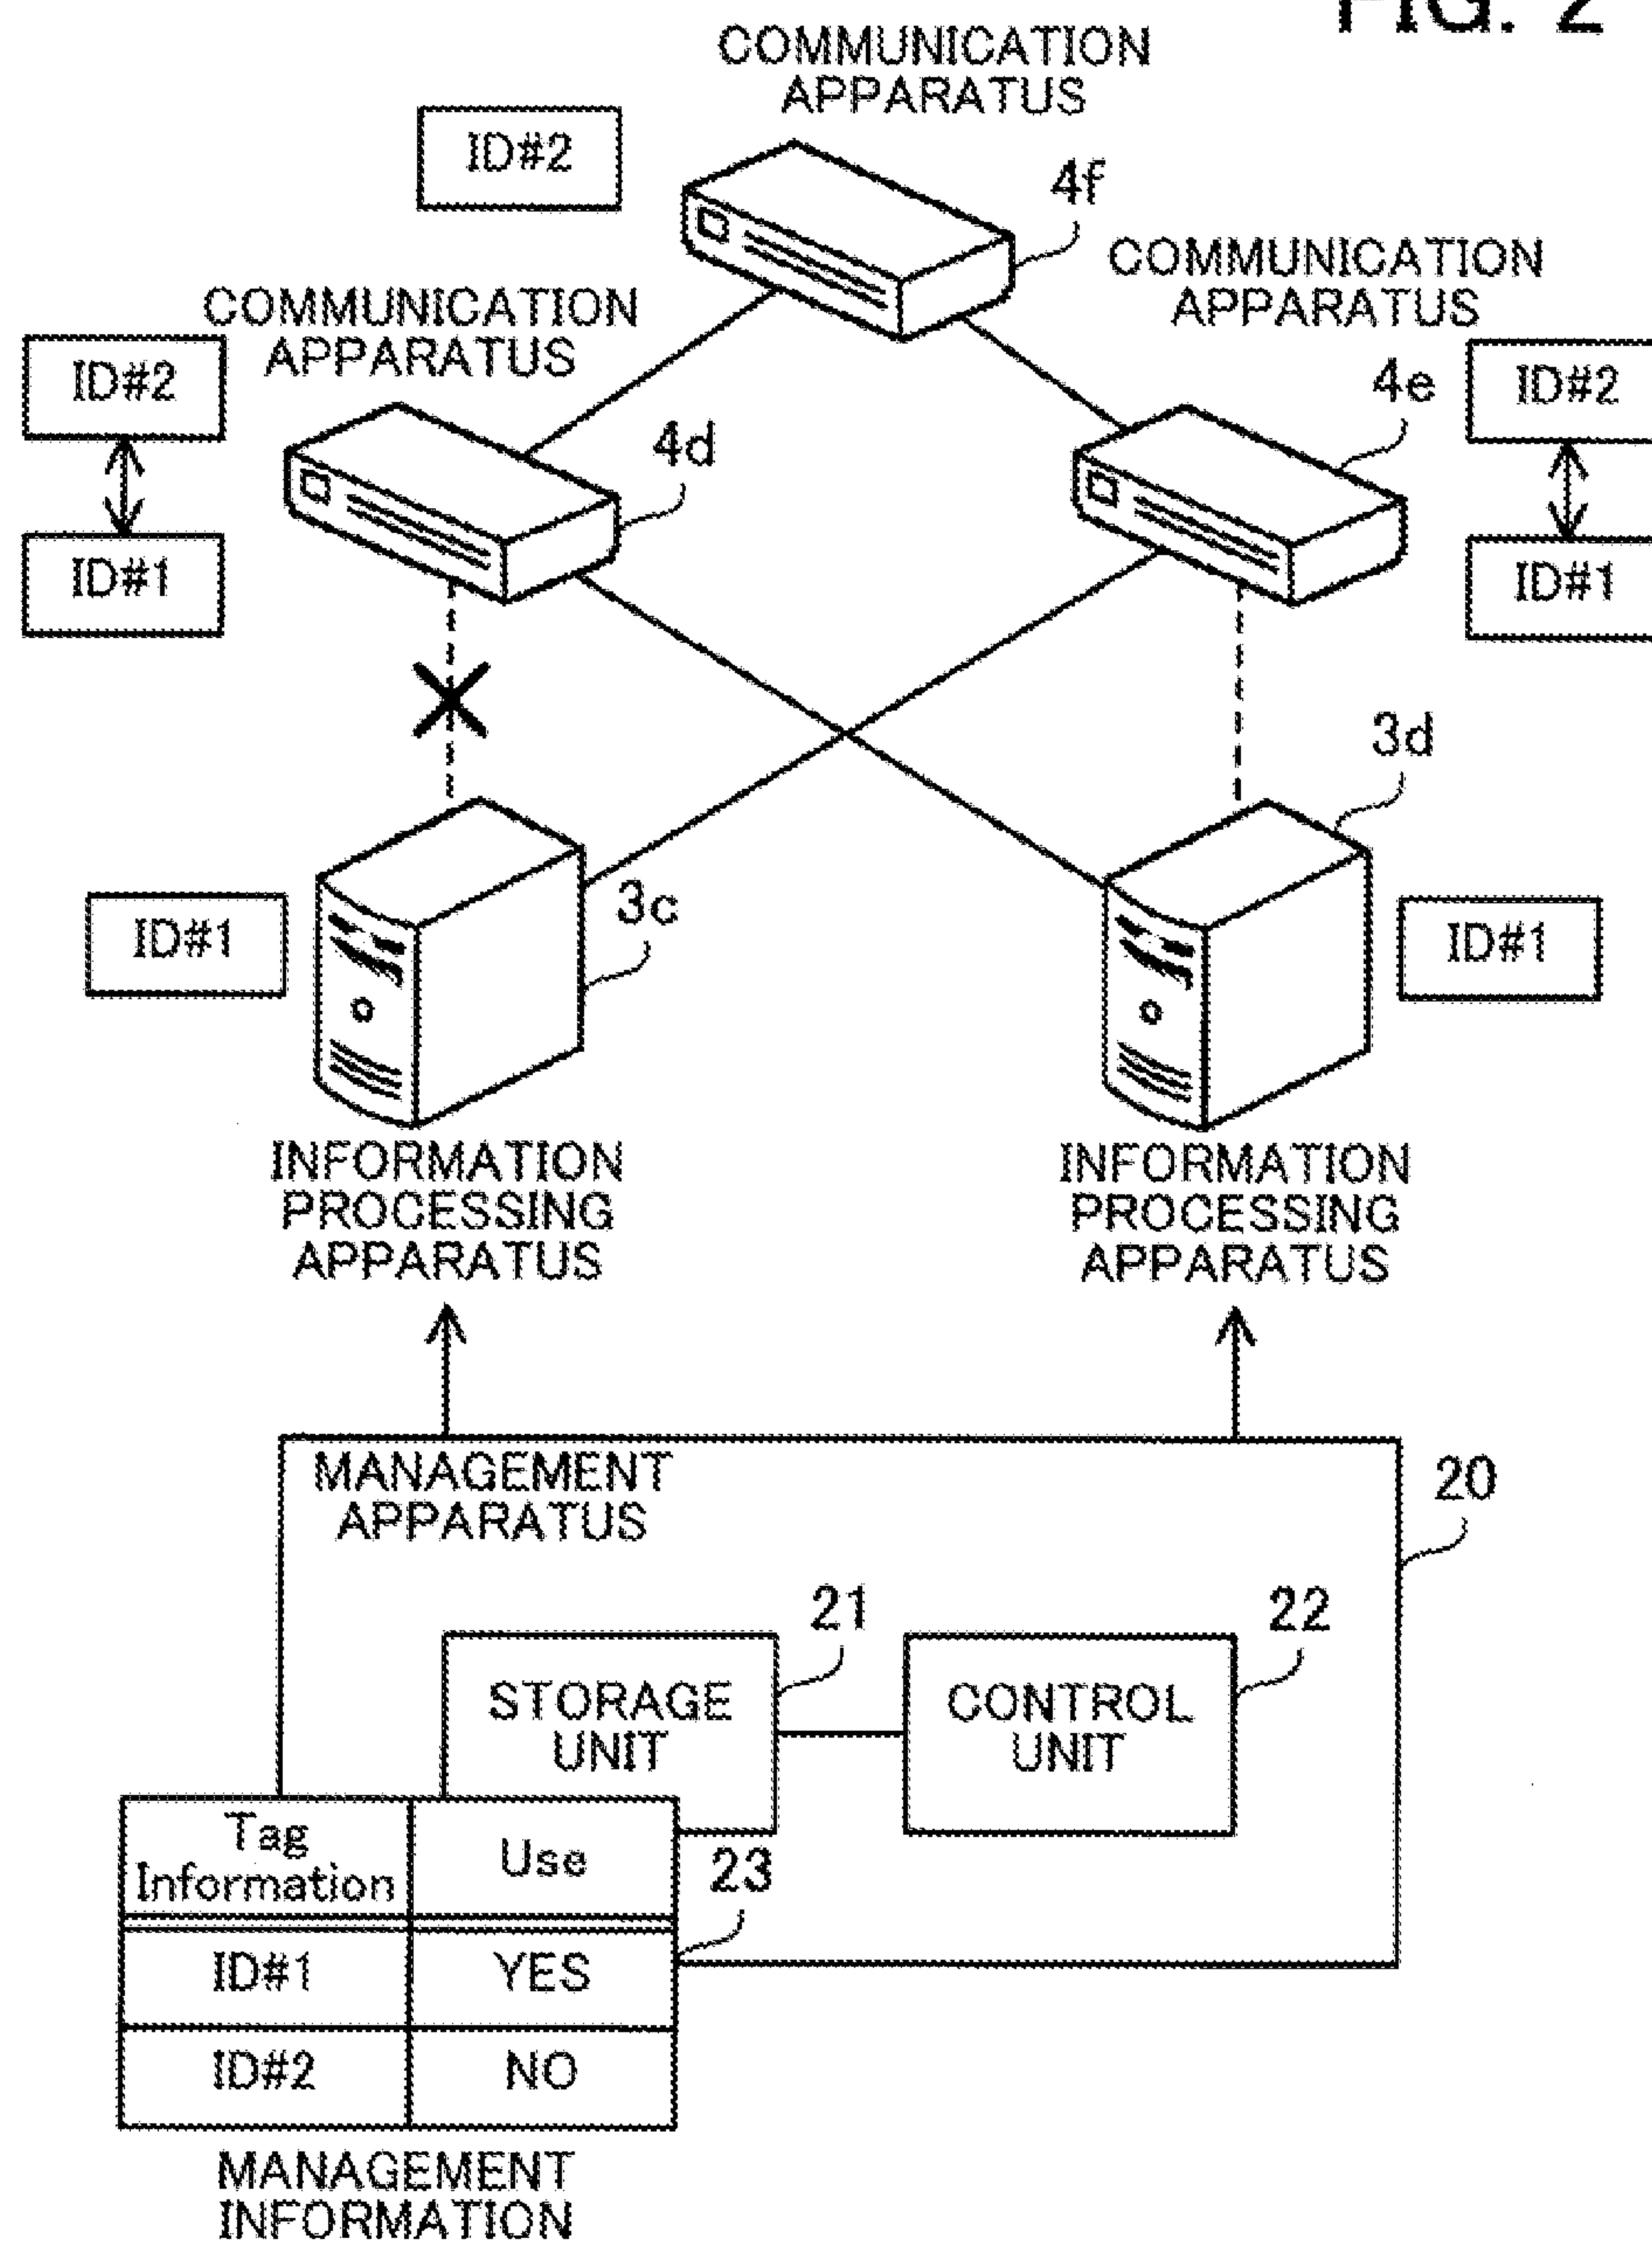 FIG. 2
COMMUNICATION
APPARATUS
ID#2
4f
COMMUNICATION
APPARATUS
COMMUNICATION
APPARATUS
ID#2
4d
4e
ID#2
ID#1
ID#1
3d
3c
ID#1
ID#1
INFORMATION
PROCESSING
APPARATUS
INFORMATION
PROCESSING
APPARATUS
MANAGEMENT
APPARATUS
20
21
22
STORAGE
UNIT
CONTROL
UNIT
Tag
Information
Use
23
ID#1
YES
ID#2
NO
MANAGEMENT
INFORMATION